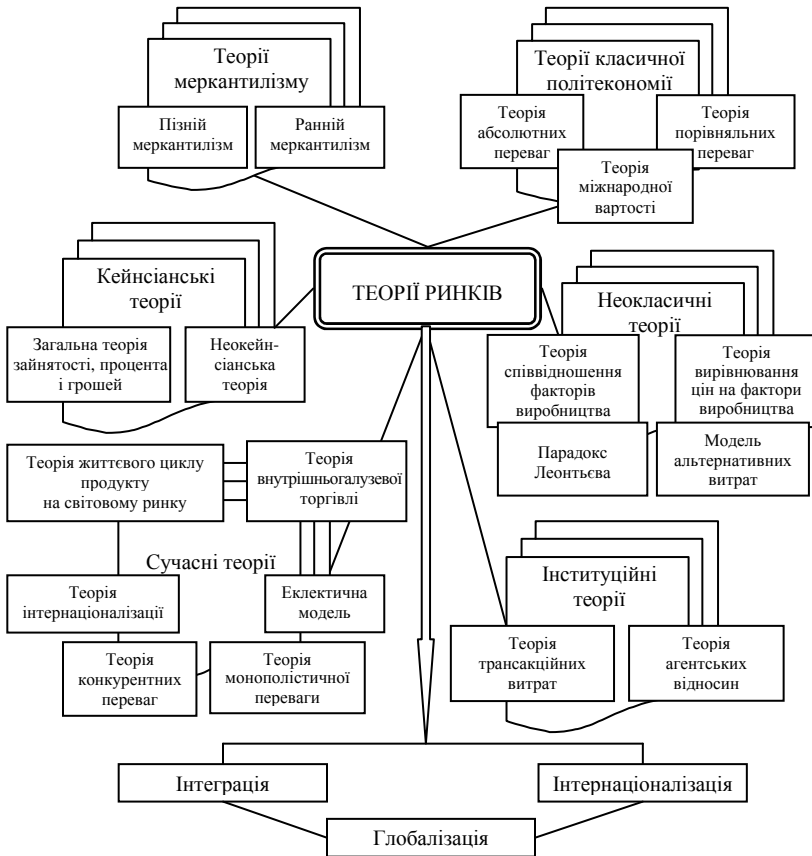 Теорії
меркантилізму
Пізній
меркантилізм
Ранній
меркантилізм
Теорії класичної
політекономії
Теорія
абсолютних
переваг
Теорія
порівняльних
переваг
Теорія
міжнародної
вартості
ТЕОРІЇ РИНКІВ
Кейнсіанські
теорії
Загальна теорія
зайнятості, процента
і грошей
Неокейн-
сіанська
теорія
Неокласичні
теорії
Теорія
співвідношення
факторів
виробництва
Теорія
вирівнювання
цін на фактори
виробництва
Парадокс
Леонтьєва
Модель
альтернативних
витрат
Теорія життєвого циклу
продукту
на світовому ринку
Теорія
внутрішньогалузевої
торгівлі
Сучасні теорії
Теорія
інтернаціоналізації
Еклектична
модель
Теорія
конкурентних
переваг
Теорія
монополістичної
переваги
Інституційні
теорії
Теорія
трансакційних
витрат
Теорія
агентських
відносин
Інтеграція
Інтернаціоналізація
Глобалізація